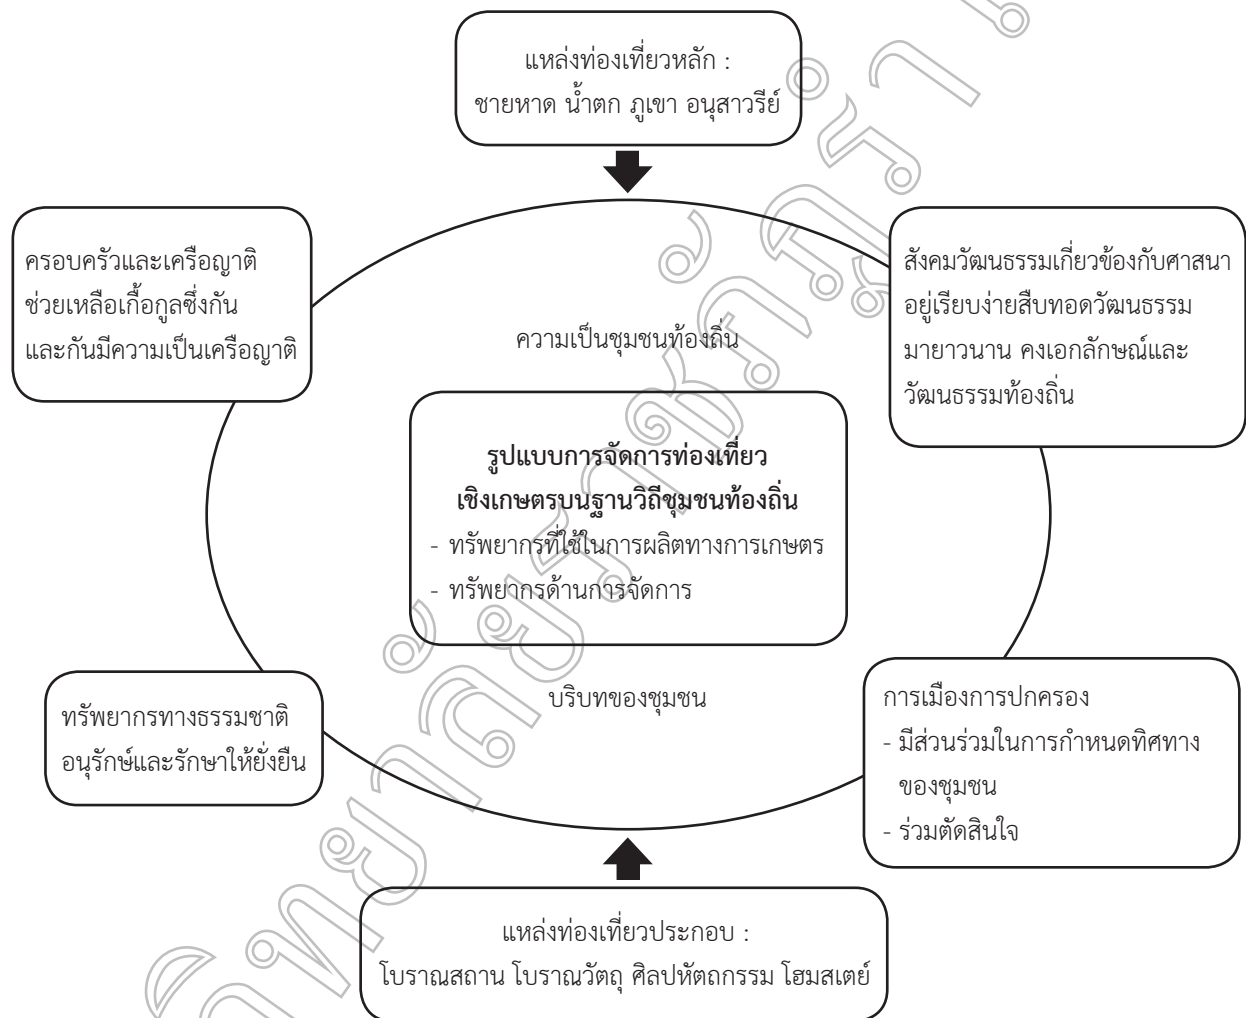 แหล่งท่องเที่ยวหลัก :
ชายหาด น้ำตก ภูเขา อนุสาวรีย์
ครอบครัวและเครือญาติ
ช่วยเหลือเกื้อกูลซึ่งกัน
และกันมีความเป็นเครือญาติ
สังคมวัฒนธรรมเกี่ยวข้องกับศาสนา
อยู่เรียบง่ายสืบทอดวัฒนธรรม
มายาวนาน คงเอกลักษณ์และ
วัฒนธรรมท้องถิ่น
ความเป็นชุมชนท้องถิ่น
รูปแบบการจัดการท่องเที่ยว
เชิงเกษตรบนฐานวิถีชุมชนท้องถิ่น
- ทรัพยากรที่ใช้ในการผลิตทางการเกษตร
- ทรัพยากรด้านการจัดการ
บริบทของชุมชน
ทรัพยากรทางธรรมชาติ
อนุรักษ์และรักษาให้ยั่งยืน
การเมืองการปกครอง
- มีส่วนร่วมในการกำหนดทิศทาง
ของชุมชน
- ร่วมตัดสินใจ
แหล่งท่องเที่ยวประกอบ :
โบราณสถาน โบราณวัตถุ ศิลปหัตถกรรม โฮมสเตย์